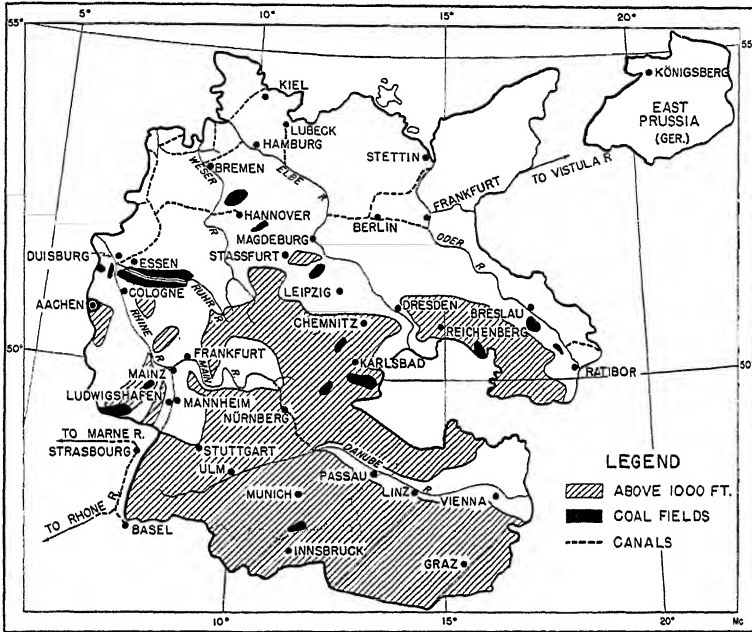 55°
10°
15°
20°
55
KÖNIGSBERG
EAST
PRUSSIA
(GER.)
KIEL
LUBECK
HAMBURG
STETTIN
WESER
BREMEN
ELBE
R
FRANKFURT
TO VISTULA R
HANNOVER
BERLIN
R
MAGDEBURG
ODER
R
DUISBURG
ESSEN
STASSFURT
RUHR R
COLOGNE
LEIPZIG
DRESDEN
BRESLAU
AACHEN
RHINE
R
CHEMNITZ
REICHENBERG
50°
FRANKFURT
KARLSBAD
MAINZ
MAIN
R
RATIBOR
50
LUDWIGSHAFEN
MANNHEIM
NÜRNBERG
TO MARNE R.
STRASBOURG
STUTTGART
DANUBE
R
ULM
PASSAU
LINZ
VIENNA
MUNICH
TO RHONE R.
BASEL
INNSBRUCK
GRAZ
LEGEND
ABOVE 1000 FT.
COAL FIELDS
CANALS
10°
15°
20°
Mc